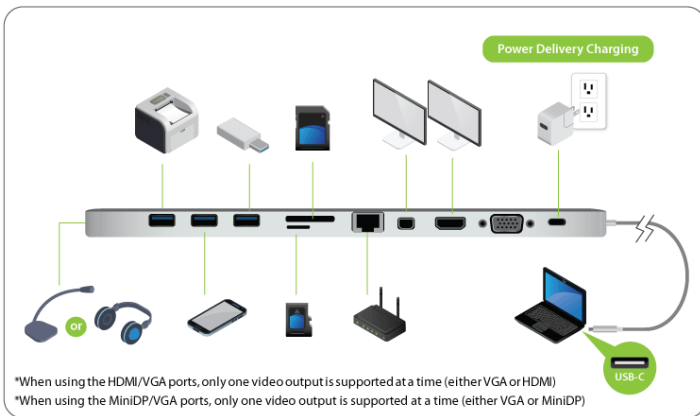 Power Delivery Charging
or
USB-C
*When using the HDMI/VGA ports, only one video output is supported at a time (either VGA or HDMI)
*When using the MiniDP/VGA ports, only one video output is supported at a time (either VGA or MiniDP)